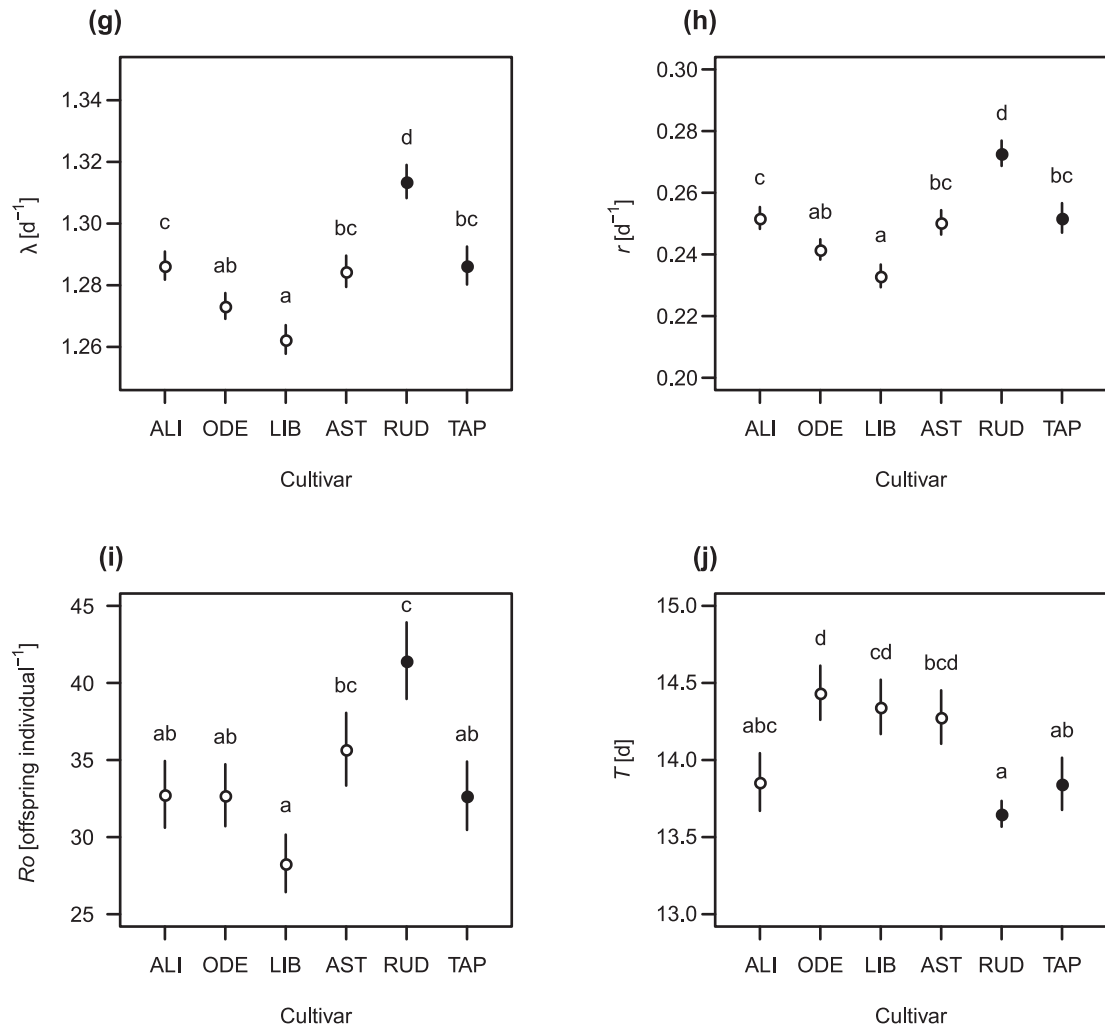 (g)
λ [d⁻¹]
1.34
1.32
1.30
1.28
1.26
c
ab
a
bc
d
bc
ALI ODE LIB AST RUD TAP
Cultivar
(h)
r [d⁻¹]
0.30
0.28
0.26
0.24
0.22
0.20
c
ab
a
bc
d
bc
ALI ODE LIB AST RUD TAP
Cultivar
(i)
Ro [offspring individual⁻¹]
45
40
35
30
25
ab
ab
a
bc
c
ab
ALI ODE LIB AST RUD TAP
Cultivar
(j)
T [d]
15.0
14.5
14.0
13.5
13.0
abc
d
cd
bcd
a
ab
ALI ODE LIB AST RUD TAP
Cultivar